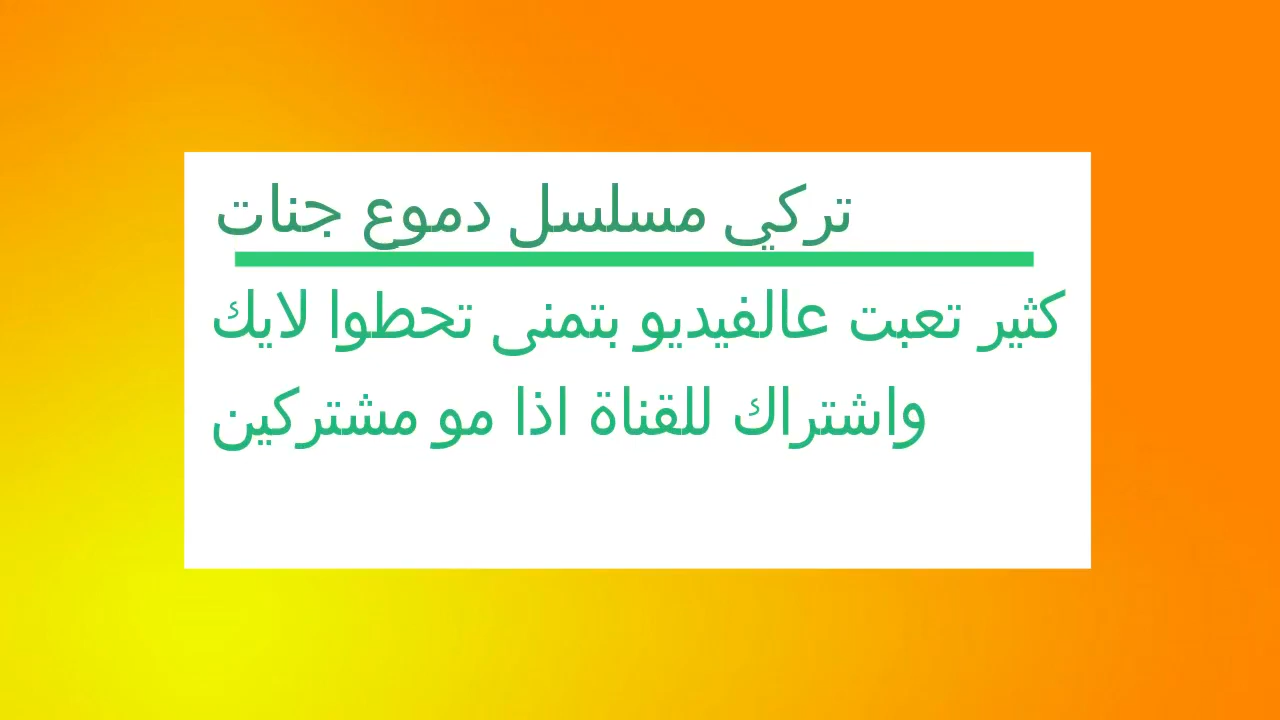 تركي مسلسل دموع جنات
كثير تعبت عالفيديو بتمنى تحطوا لايك
واشتراك للقناة اذا مو مشتركين